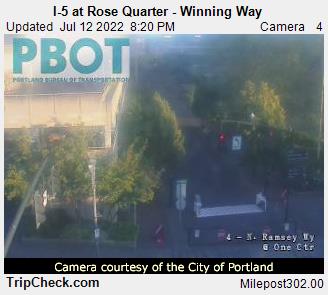 I-5 at Rose Quarter - Winning Way
Updated Jul 12 2022 8:20 PM Camera 4
PBOT
PORTLAND BUREAU OF TRANSPORTATION
4 - N. Ramsey Wy
@ One Ctr
Camera courtesy of the City of Portland
TripCheck.com Milepost302.00